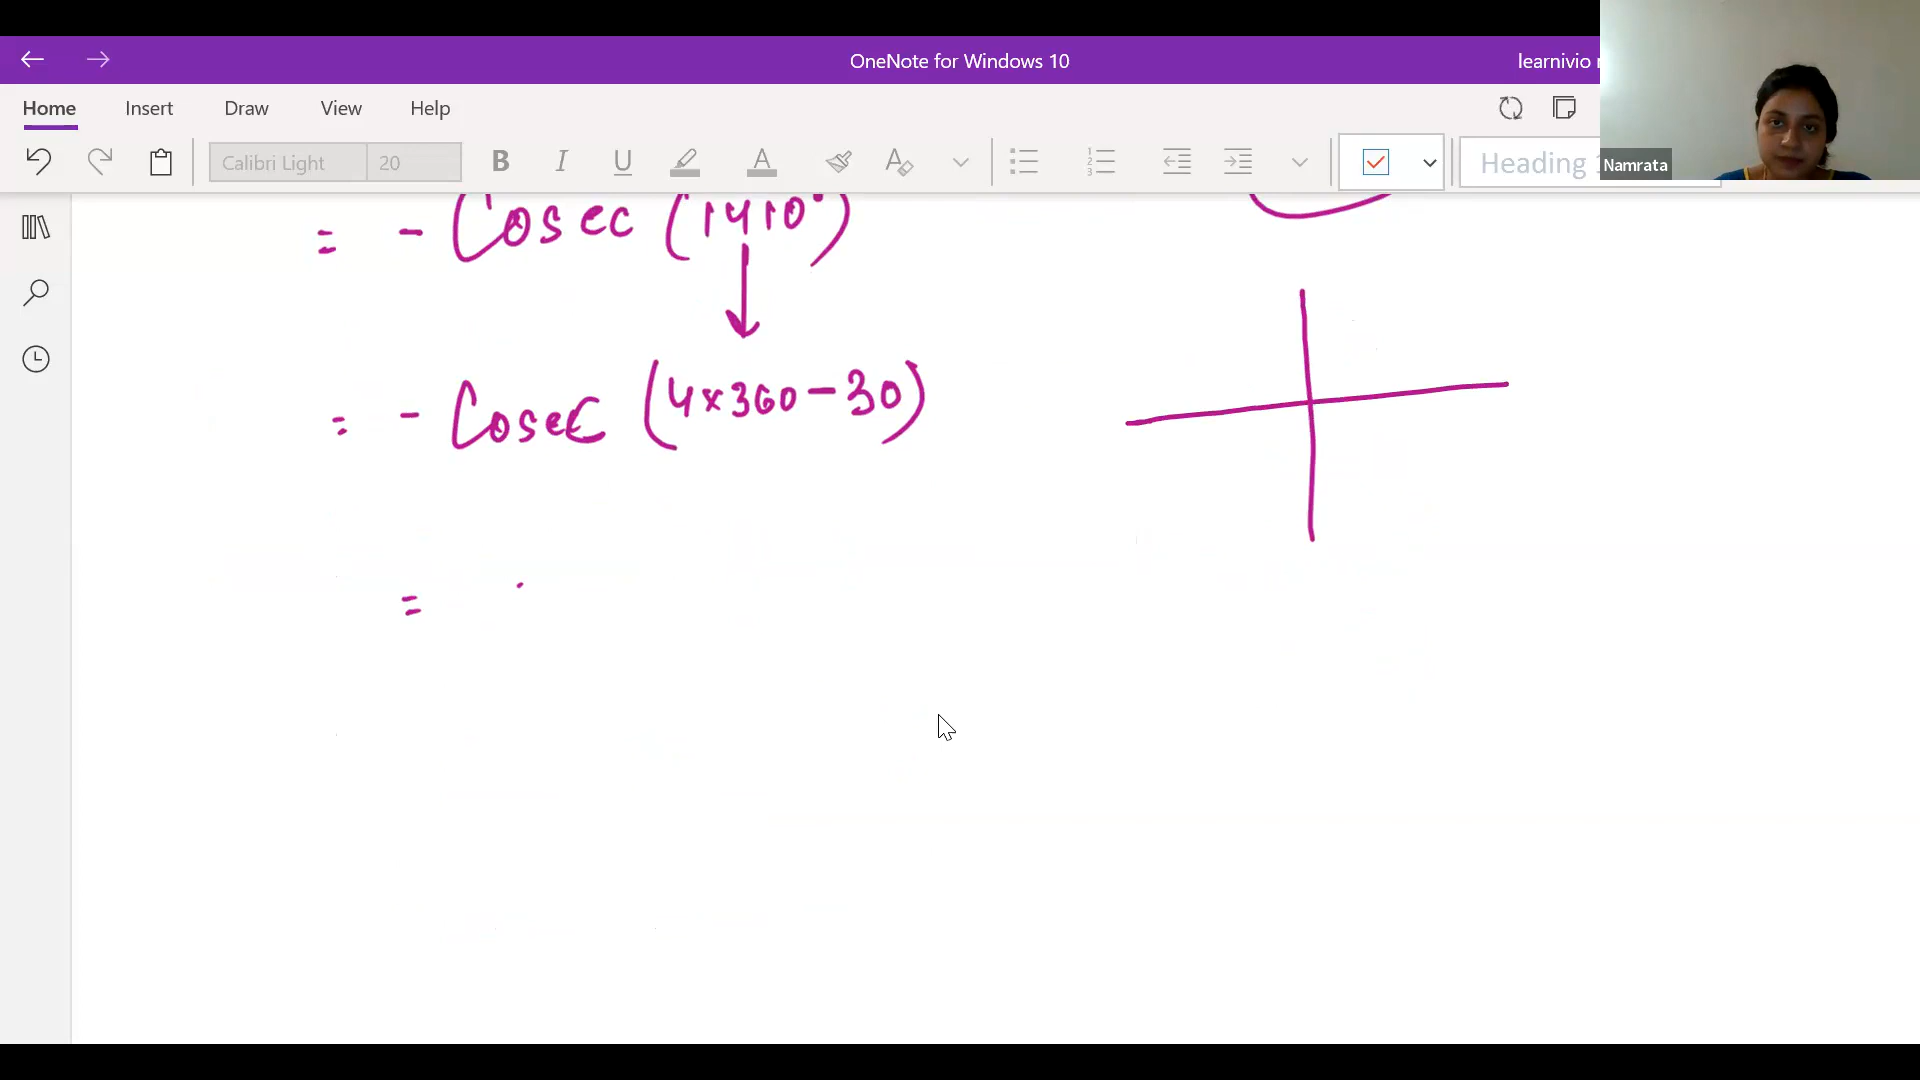 OneNote for Windows 10
learnivio
Home Insert Draw View Help
Calibri Light 20 B I U A A Heading
Namrata
= - Cosec (1410°)
= - Cosec (4×360-30)
=